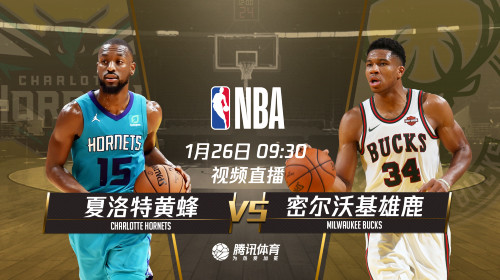 CHARLOTTE
HORNETS
NBA
HORNETS
15
BUCKS
34
1月26日 09:30
视频直播
夏洛特黄蜂
CHARLOTTE HORNETS
VS
密尔沃基雄鹿
MILWAUKEE BUCKS
腾讯体育